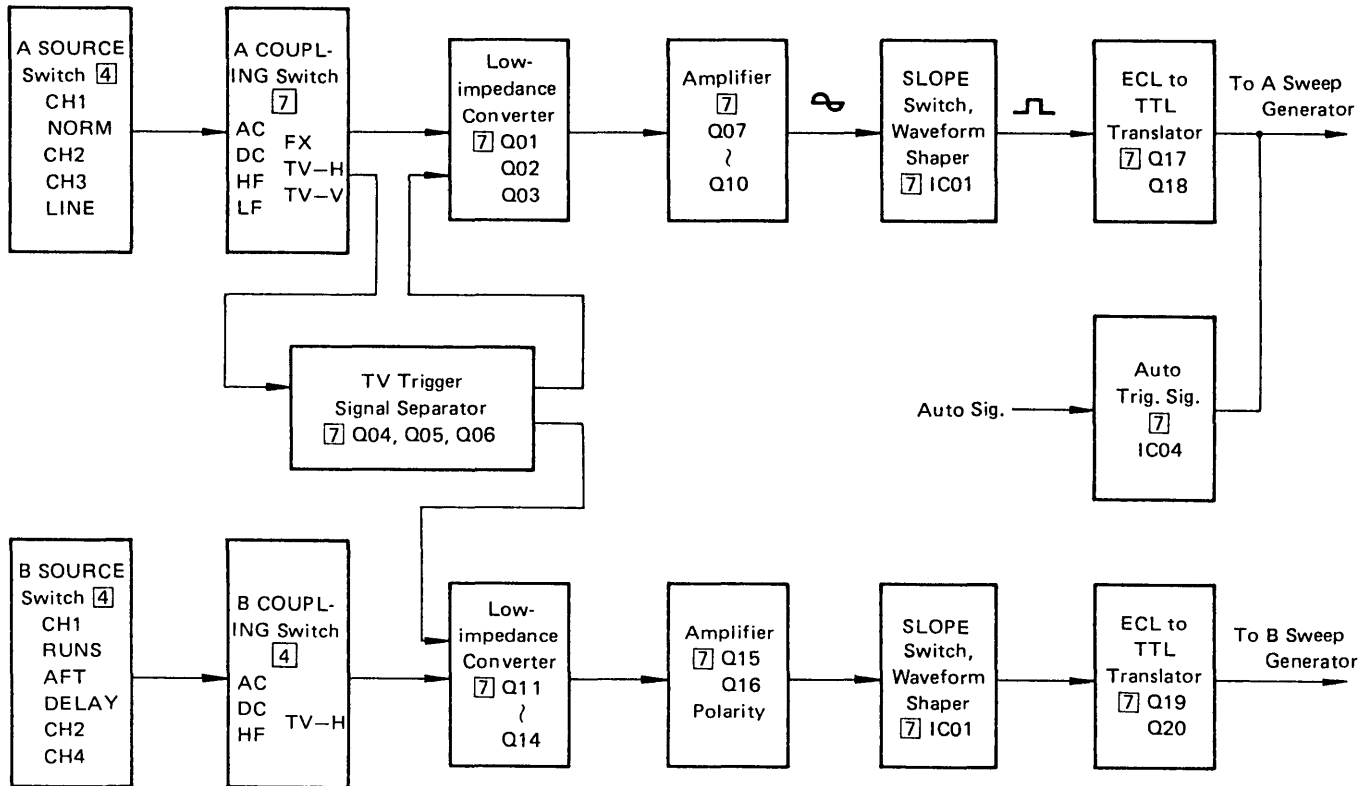 A SOURCE
Switch 4
CH1
NORM
CH2
CH3
LINE
A COUPL-
ING Switch
7
AC
DC
HF
LF
FX
TV–H
TV–V
Low-
impedance
Converter
7 Q01
Q02
Q03
Amplifier
7
Q07
~
Q10
SLOPE
Switch,
Waveform
Shaper
7 IC01
ECL to
TTL
Translator
7 Q17
Q18
To A Sweep
Generator
TV Trigger
Signal Separator
7 Q04, Q05, Q06
Auto Sig.
Auto
Trig. Sig.
7
IC04
B SOURCE
Switch 4
CH1
RUNS
AFT
DELAY
CH2
CH4
B COUPL-
ING Switch
4
AC
DC
HF
TV–H
Low-
impedance
Converter
7 Q11
~
Q14
Amplifier
7 Q15
Q16
Polarity
SLOPE
Switch,
Waveform
Shaper
7 IC01
ECL to
TTL
Translator
7 Q19
Q20
To B Sweep
Generator